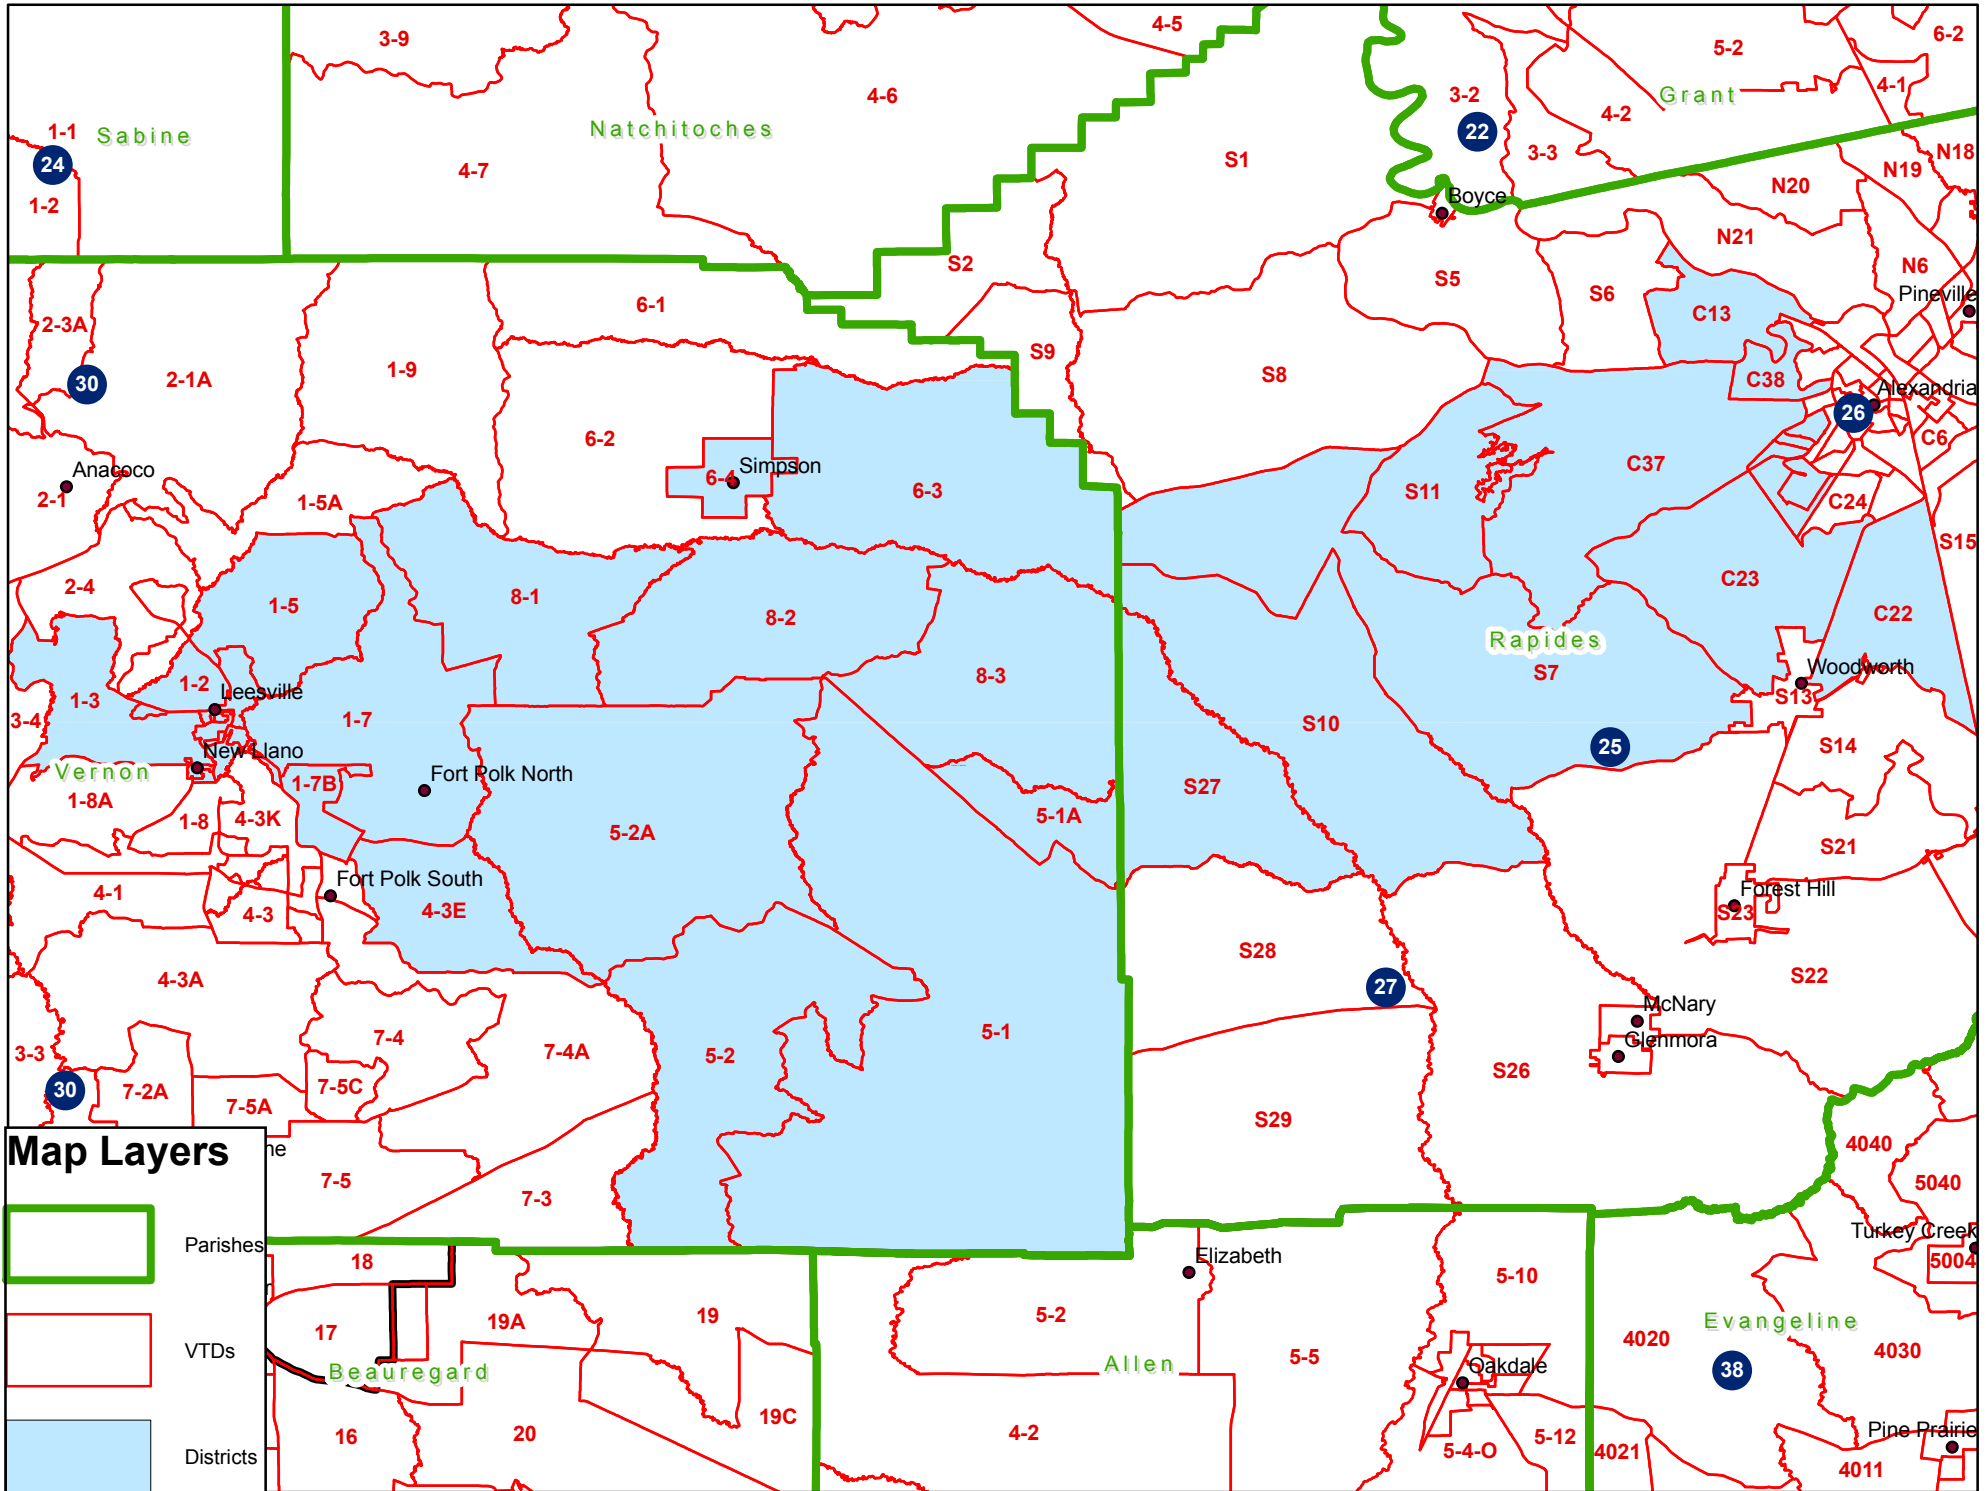 3-9
4-5
5-2
6-2
4-6
3-2
4-2
Grant
4-1
1-1
Sabine
Natchitoches
22
24
4-7
S1
3-3
N19
N18
1-2
N20
Boyce
S2
N21
N6
S5
S6
Pineville
6-1
C13
2-3A
S9
30
2-1A
1-9
S8
C38
Alexandria
26
6-2
C6
Anacoco
Simpson
6-4
C37
2-1
1-5A
6-3
S11
C24
S15
2-4
1-5
8-1
8-2
C23
C22
Rapides
S7
1-3
1-2
Leesville
8-3
Woodworth
S13
3-4
1-7
S10
S14
25
New Llano
Vernon
1-8A
Fort Polk North
1-7B
S27
1-8
4-3K
5-2A
5-1A
S21
4-1
Fort Polk South
4-3
4-3E
Forest Hill
S23
4-3A
S28
27
S22
McNary
3-3
7-4
7-4A
5-2
5-1
Glenmora
30
7-2A
7-5C
7-5A
S26
S29
Map Layers
ne
4040
7-5
7-3
5040
Parishes
Turkey Creek
18
Elizabeth
5004
5-10
17
19A
19
5-2
Evangeline
VTDs
Beauregard
Allen
5-5
Oakdale
4020
38
4030
16
20
19C
4-2
5-4-O
5-12
4021
Pine Prairie
4011
Districts